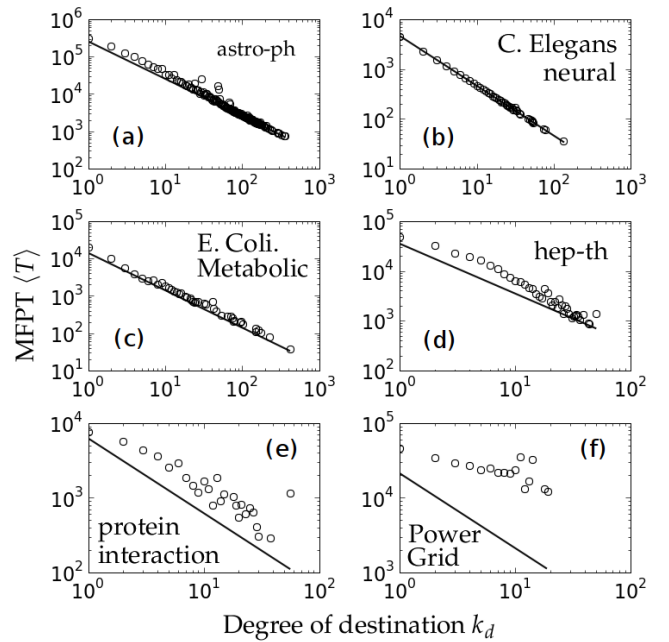 10^6
10^5
10^4
10^3
10^2
10^0
10^1
10^2
10^3
astro-ph
(a)
10^4
10^3
10^2
10^1
10^0
10^1
10^2
10^3
C. Elegans
neural
(b)
MFPT ⟨T⟩
10^5
10^4
10^3
10^2
10^1
10^0
10^1
10^2
10^3
E. Coli.
Metabolic
(c)
10^5
10^4
10^3
10^2
10^0
10^1
10^2
hep-th
(d)
10^4
10^3
10^2
10^0
10^1
10^2
(e)
protein
interaction
10^5
10^4
10^3
10^0
10^1
10^2
(f)
Power
Grid
Degree of destination k_d